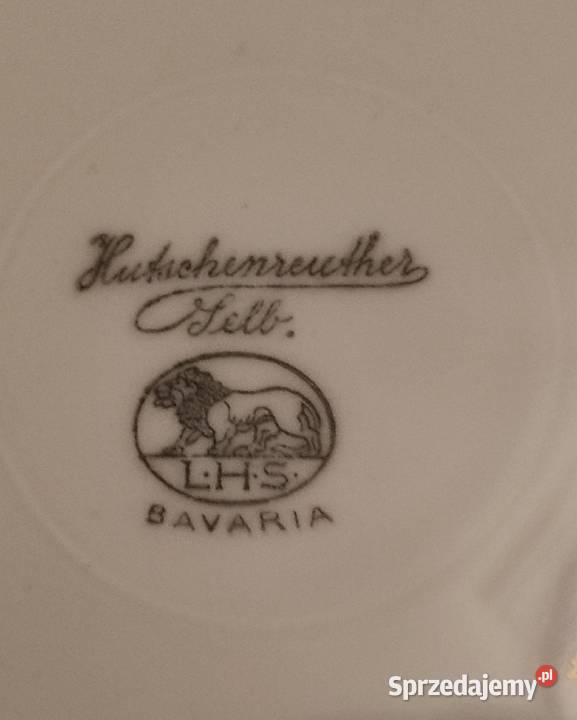 Hutschenreuther
Selb.
L·H·S·
BAVARIA
Sprzedajemy.pl